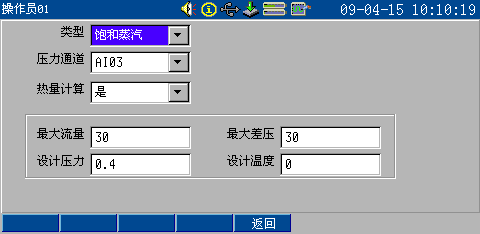 操作员01 09-04-15 10:10:19
类型 饱和蒸汽
压力通道 AI03
热量计算 是
最大流量 30 最大差压 30
设计压力 0.4 设计温度 0
返回